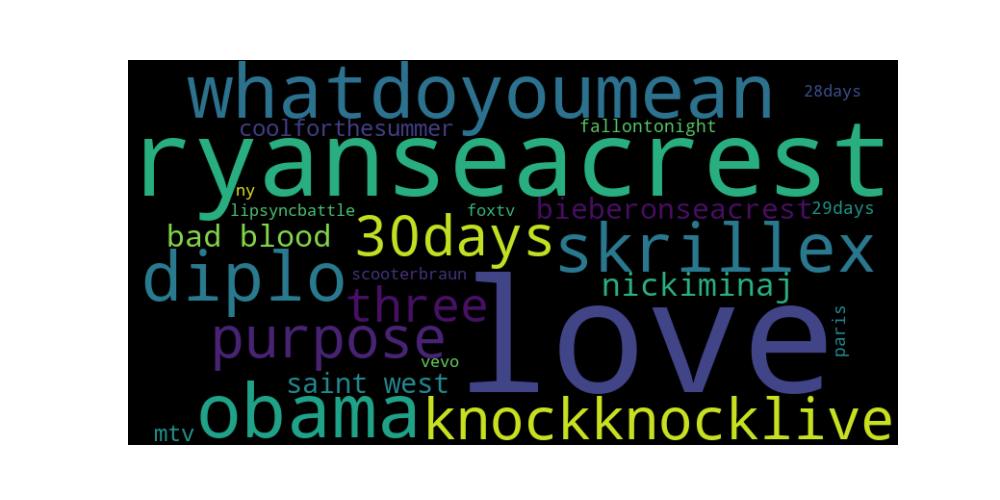 whatdoyoumean
28days
coolforthesummer
fallontonight
ryanseacrest
ny
lipsyncbattle
foxtv
bieberonseacrest
29days
bad blood
30days
skrillex
diplo
scooterbraun
nickiminaj
three
love
paris
purpose
vevo
saint west
obama
knockknocklive
mtv